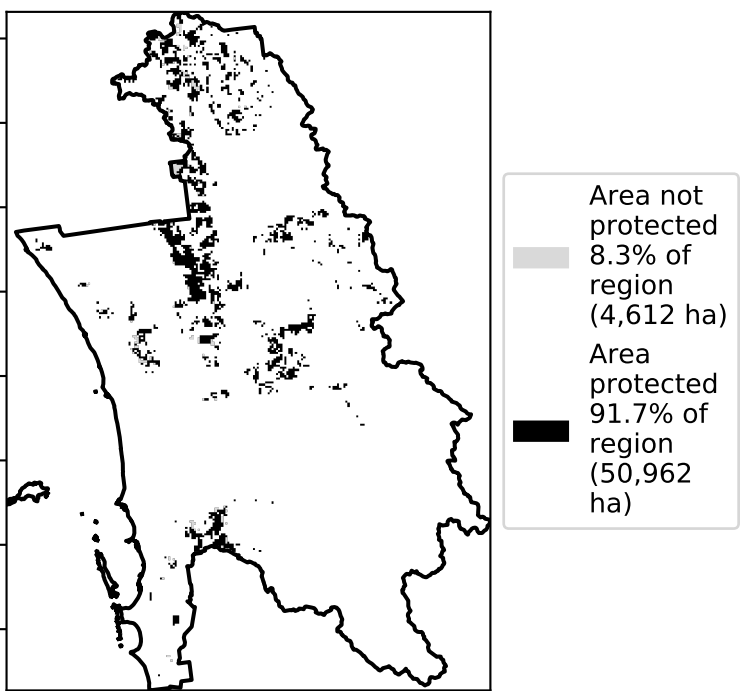 Area not
protected
8.3% of
region
(4,612 ha)
Area
protected
91.7% of
region
(50,962
ha)